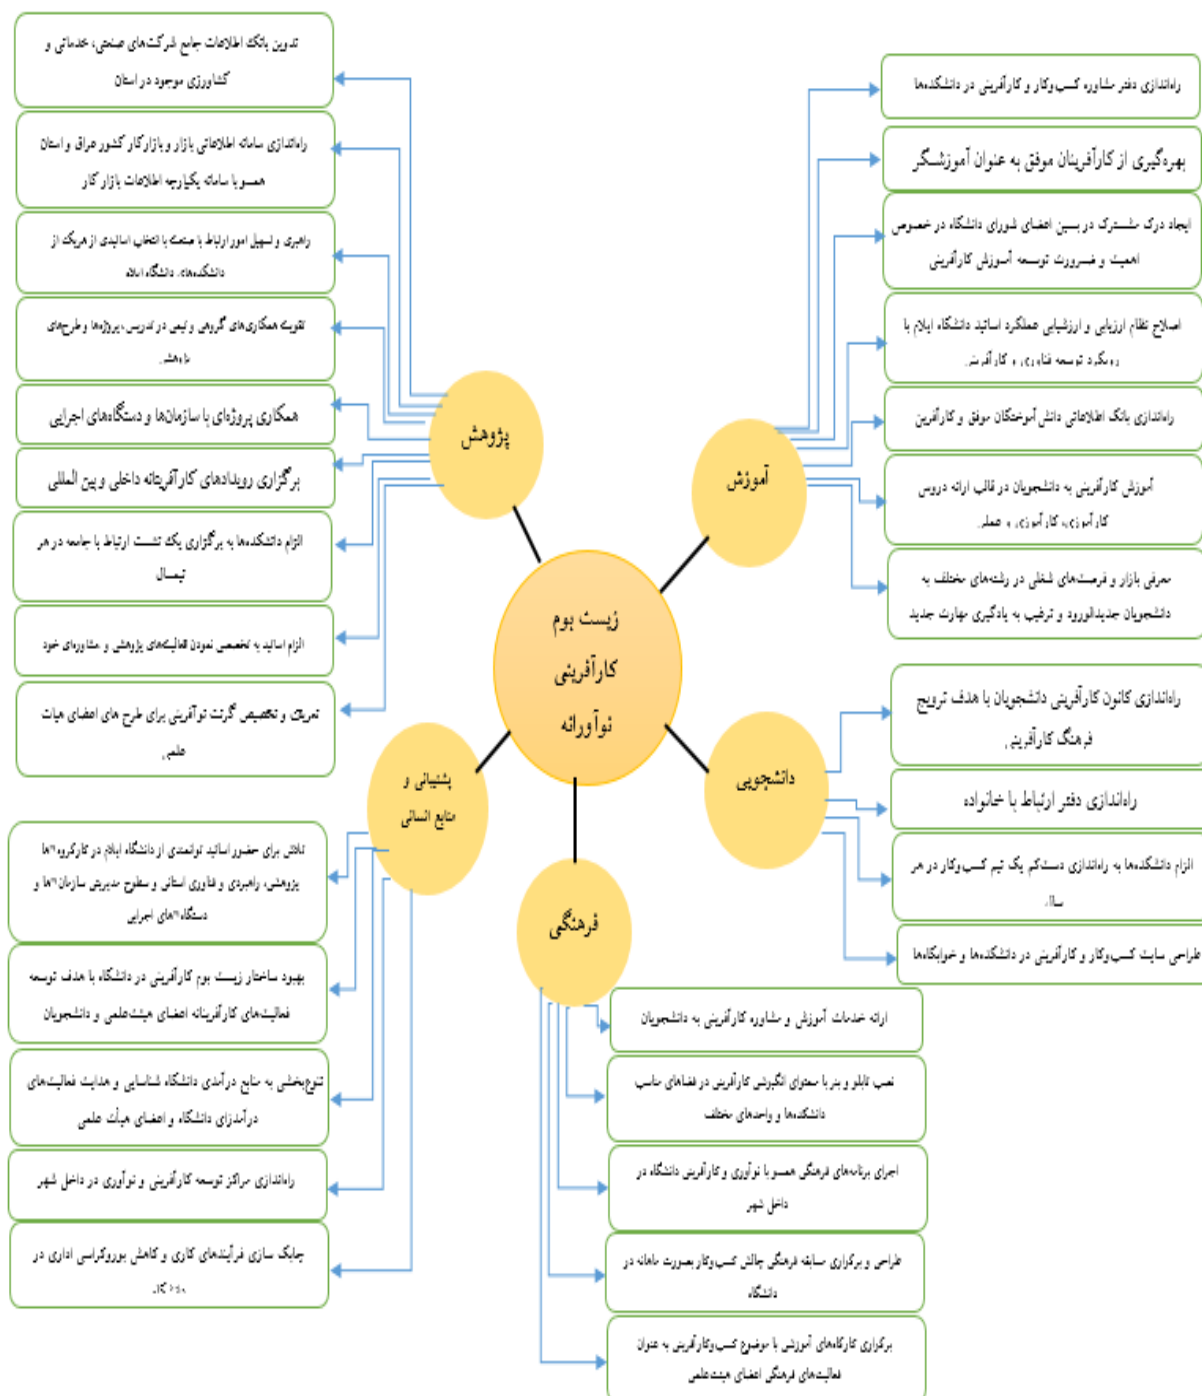 زیست بوم
کارآفرینی
نوآورانه
آموزش
راه‌اندازی دفتر مشاوره کسب‌وکار و کارآفرینی در دانشکده‌ها
بهره‌گیری از کارآفرینان موفق به عنوان آموزشگر
ایجاد درک مشترک در بین اعضای شورای دانشگاه در خصوص
اهمیت و ضرورت توسعه آموزش کارآفرینی
اصلاح نظام ارزیابی و ارزشیابی عملکرد اساتید دانشگاه ایلام با
رویکرد توسعه فناوری و کارآفرینی
راه‌اندازی بانک اطلاعاتی دانش‌آموختگان موفق و کارآفرین
آموزش کارآفرینی به دانشجویان در قالب ارائه دروس
کارآموزی، کارآموزی و عملی
معرفی بازار و فرصت‌های شغلی در رشته‌های مختلف به
دانشجویان جدیدالورود و ترغیب به یادگیری مهارت جدید
دانشجویی
راه‌اندازی کانون کارآفرینی دانشجویان با هدف ترویج
فرهنگ کارآفرینی
راه‌اندازی دفتر ارتباط با خانواده
الزام دانشکده‌ها به راه‌اندازی دست‌کم یک تیم کسب‌وکار در هر
سال
طراحی سایت کسب‌وکار و کارآفرینی در دانشکده‌ها و خوابگاه‌ها
فرهنگی
ارائه خدمات آموزش و مشاوره کارآفرینی به دانشجویان
نصب تابلو و بنر با محتوای انگیزشی کارآفرینی در فضاهای مناسب
دانشکده‌ها و واحدهای مختلف
اجرای برنامه‌های فرهنگی همسو با نوآوری و کارآفرینی دانشگاه در
داخل شهر
طراحی و برگزاری مسابقه فرهنگی چالش کسب‌وکار بصورت ماهانه در
دانشگاه
برگزاری کارگاه‌های آموزشی با موضوع کسب‌وکارآفرینی به عنوان
فعالیت‌های فرهنگی اعضای هیئت‌علمی
پشتیبانی و
منابع انسانی
تلاش برای حضور اساتید توانمندی از دانشگاه ایلام در کارگروه‌ها
پژوهشی، راهبردی و فناوری استانی و سطوح مدیریتی سازمان‌ها و
دستگاه‌های اجرایی
بهبود ساختار زیست بوم کارآفرینی در دانشگاه با هدف توسعه
فعالیت‌های کارآفرینانه اعضای هیئت‌علمی و دانشجویان
تنوع‌بخشی به منابع درآمدی دانشگاه شناسایی و هدایت فعالیت‌های
درآمدزای دانشگاه و اعضای هیأت علمی
راه‌اندازی مراکز توسعه کارآفرینی و نوآوری در داخل شهر
چابک سازی فرآیندهای کاری و کاهش بوروکراسی اداری در
پژوهش
تدوین بانک اطلاعات جامع شرکت‌های صنعتی، خدماتی و
کشاورزی موجود در استان
راه‌اندازی سامانه اطلاعاتی بازار و بازار کار کشور عراق و استان
همسو با سامانه یکپارچه اطلاعات بازار کار
راهبری و تسهیل امور ارتباط با صنعت با انتخاب اساتیدی از هریک از
دانشکده‌های دانشگاه ایلام
تقویت همکاری‌های گروهی و تیمی در تدریس، پروژه‌ها و طرح‌های
پژوهشی
همکاری پروژه‌ای با سازمان‌ها و دستگاه‌های اجرایی
برگزاری رویدادهای کارآفرینانه داخلی و بین المللی
الزام دانشکده‌ها به برگزاری یک نشست ارتباط با جامعه در هر
نیمسال
الزام اساتید به تخصصی نمودن فعالیت‌های پژوهشی و مشاوره‌ای خود
تعریف و تخصیص گرنت نوآفرینی برای طرح های اعضای هیات
علمی